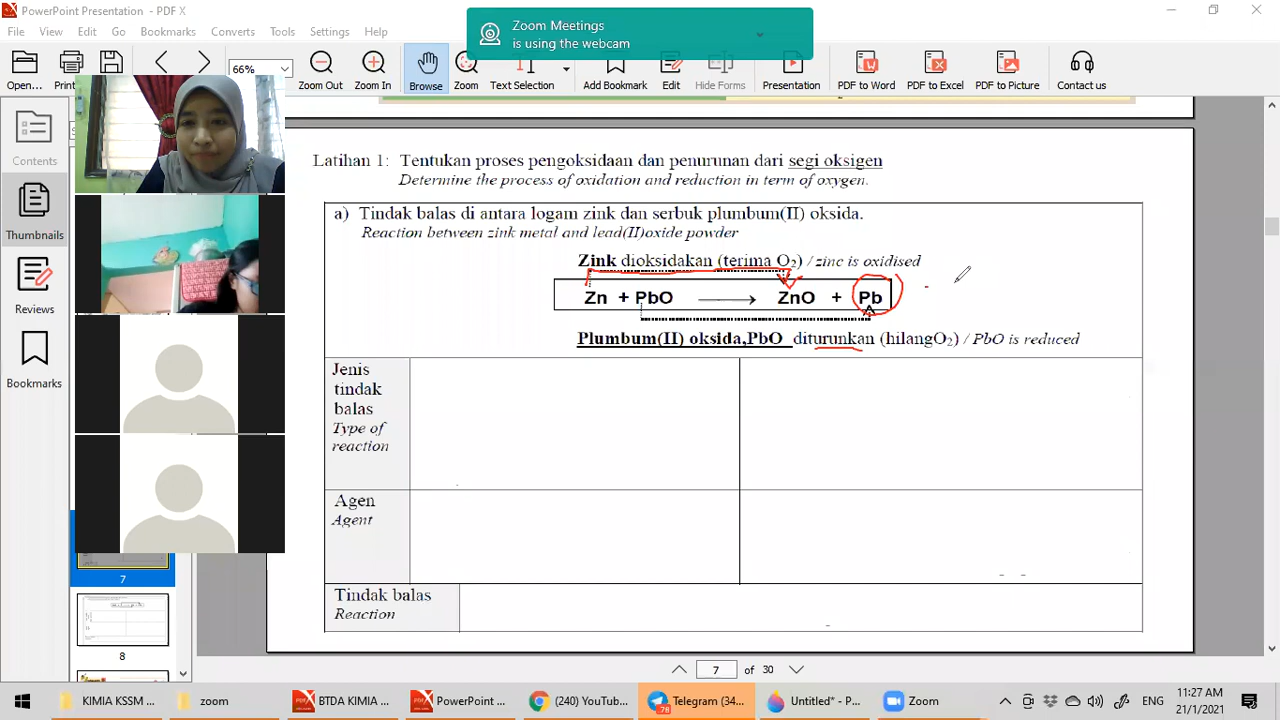 PowerPoint Presentation - PDF X
Zoom Meetings
is using the webcam
File View Edit Go Bookmarks Converts Tools Settings Help
66%
Open... Print Zoom Out Zoom In Browse Zoom Text Selection Add Bookmark Edit Hide Forms Presentation PDF to Word PDF to Excel PDF to Picture Contact us
Contents
Thumbnails
Reviews
Bookmarks
7
8
Latihan 1: Tentukan proses pengoksidaan dan penurunan dari segi oksigen
Determine the process of oxidation and reduction in term of oxygen.
a) Tindak balas di antara logam zink dan serbuk plumbum(II) oksida.
Reaction between zink metal and lead(II)oxide powder
Zink dioksidakan (terima O₂) / zinc is oxidised
Zn + PbO → ZnO + Pb
Plumbum(II) oksida,PbO diturunkan (hilangO₂) / PbO is reduced
Jenis
tindak
balas
Type of
reaction
Agen
Agent
Tindak balas
Reaction
7 of 30
KIMIA KSSM zoom BTDA KIMIA ... PowerPoint ... (240) YouTub... Telegram (34... Untitled* - P... Zoom
76
ENG
11:27 AM
21/1/2021